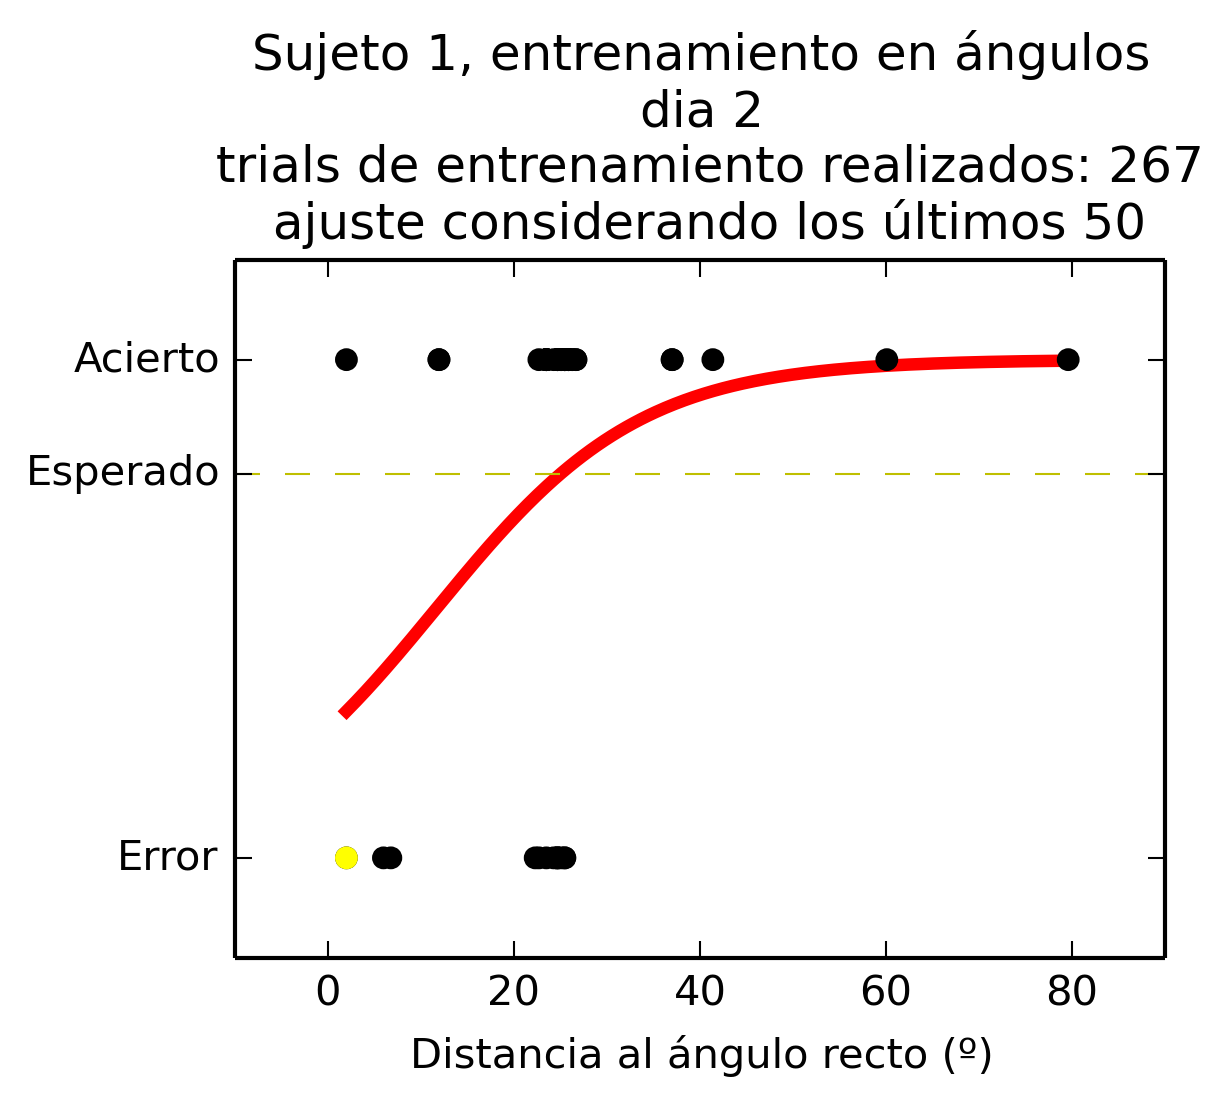 Sujeto 1, entrenamiento en ángulos
dia 2
trials de entrenamiento realizados: 267
ajuste considerando los últimos 50
Acierto
Esperado
Error
0 20 40 60 80
Distancia al ángulo recto (º)